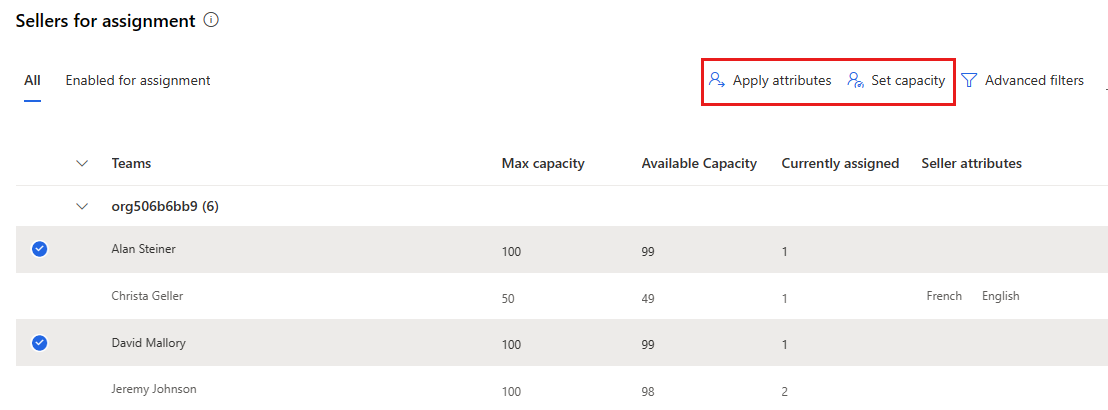 Sellers for assignment
All Enabled for assignment Apply attributes Set capacity Advanced filters
Teams Max capacity Available Capacity Currently assigned Seller attributes
org506b6bb9 (6)
Alan Steiner 100 99 1
Christa Geller 50 49 1 French English
David Mallory 100 99 1
Jeremy Johnson 100 98 2